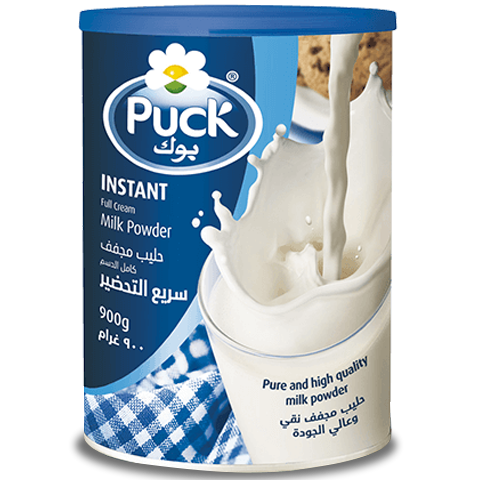 Puck
®
بوك
INSTANT
Full Cream
Milk Powder
حليب مجفف
كامل الدسم
سريع التحضير
900g
٩٠٠ غرام
Pure and high quality
milk powder
حليب مجفف نقي
وعالي الجودة